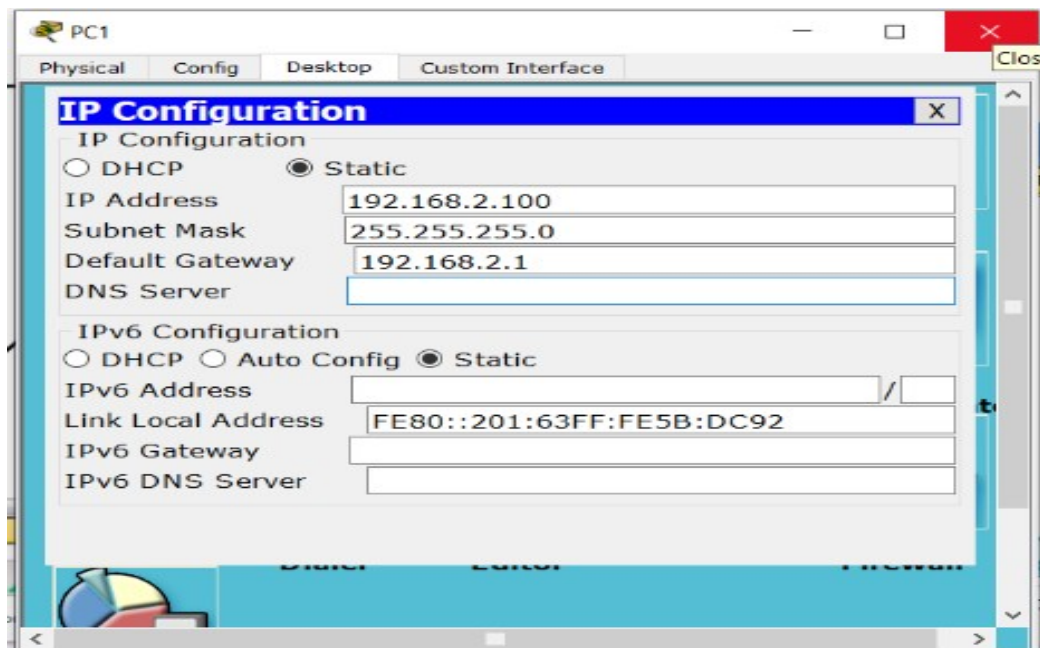 PC1
Clos
Physical Config Desktop Custom Interface
IP Configuration X
IP Configuration
DHCP Static
IP Address 192.168.2.100
Subnet Mask 255.255.255.0
Default Gateway 192.168.2.1
DNS Server
IPv6 Configuration
DHCP Auto Config Static
IPv6 Address /
Link Local Address FE80::201:63FF:FE5B:DC92
IPv6 Gateway
IPv6 DNS Server